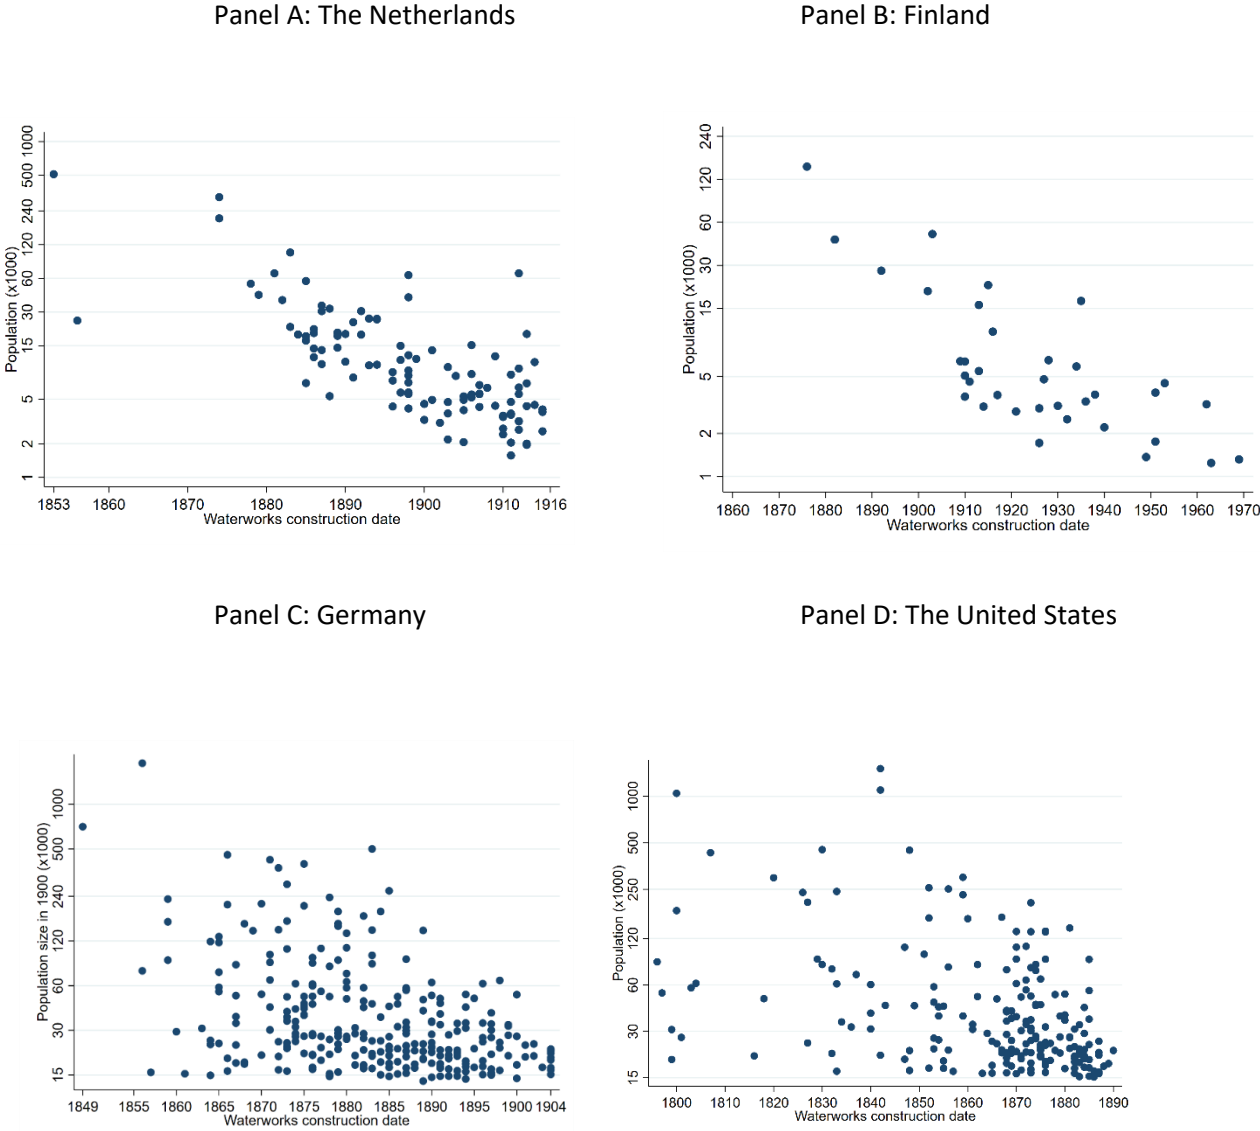 Panel A: The Netherlands
Panel B: Finland
Population (x1000)
1000
500
240
120
60
30
15
5
2
1
1853 1860 1870 1880 1890 1900 1910 1916
Waterworks construction date
Population (x1000)
240
120
60
30
15
5
2
1
1860 1870 1880 1890 1900 1910 1920 1930 1940 1950 1960 1970
Waterworks construction date
Panel C: Germany
Panel D: The United States
Population size in 1900 (x1000)
1000
500
240
120
60
30
15
1849 1855 1860 1865 1870 1875 1880 1885 1890 1895 1900 1904
Waterworks construction date
Population (x1000)
1000
500
250
120
60
30
15
1800 1810 1820 1830 1840 1850 1860 1870 1880 1890
Waterworks construction date